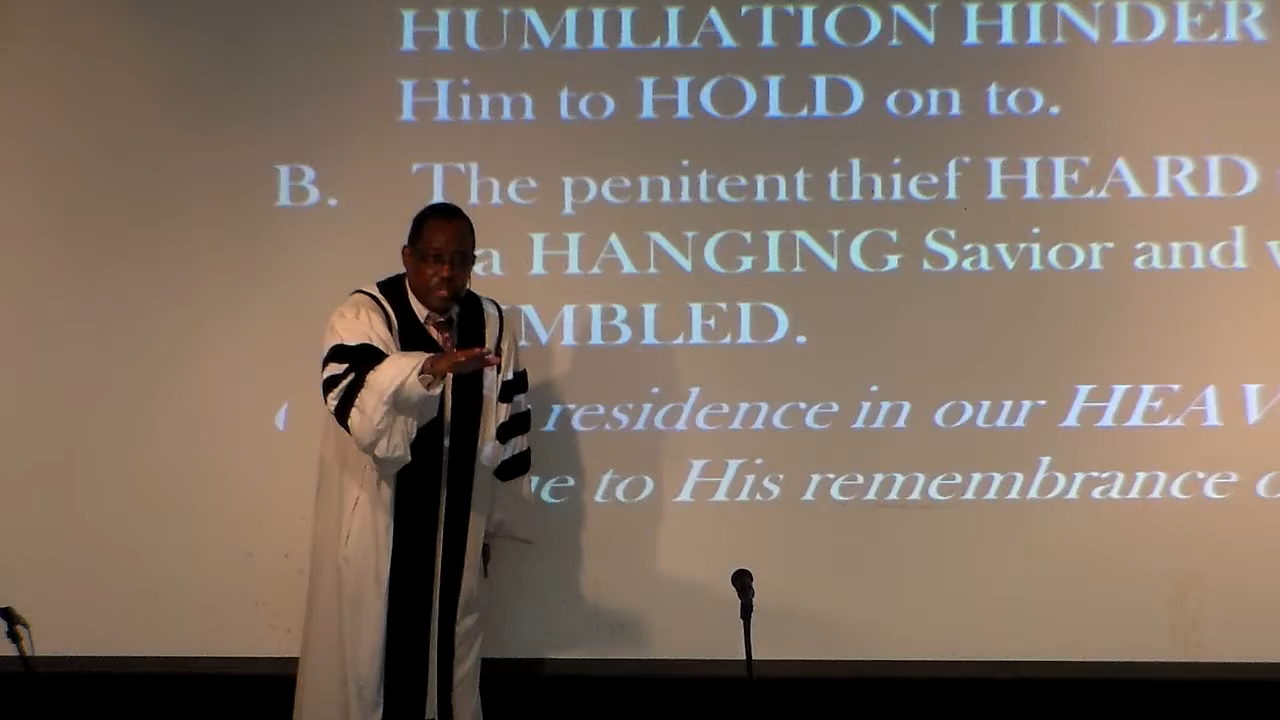 HUMILIATION HINDER
Him to HOLD on to.
B. The penitent thief HEARD
a HANGING Savior and
MBLED.
residence in our HEAV
to His remembrance